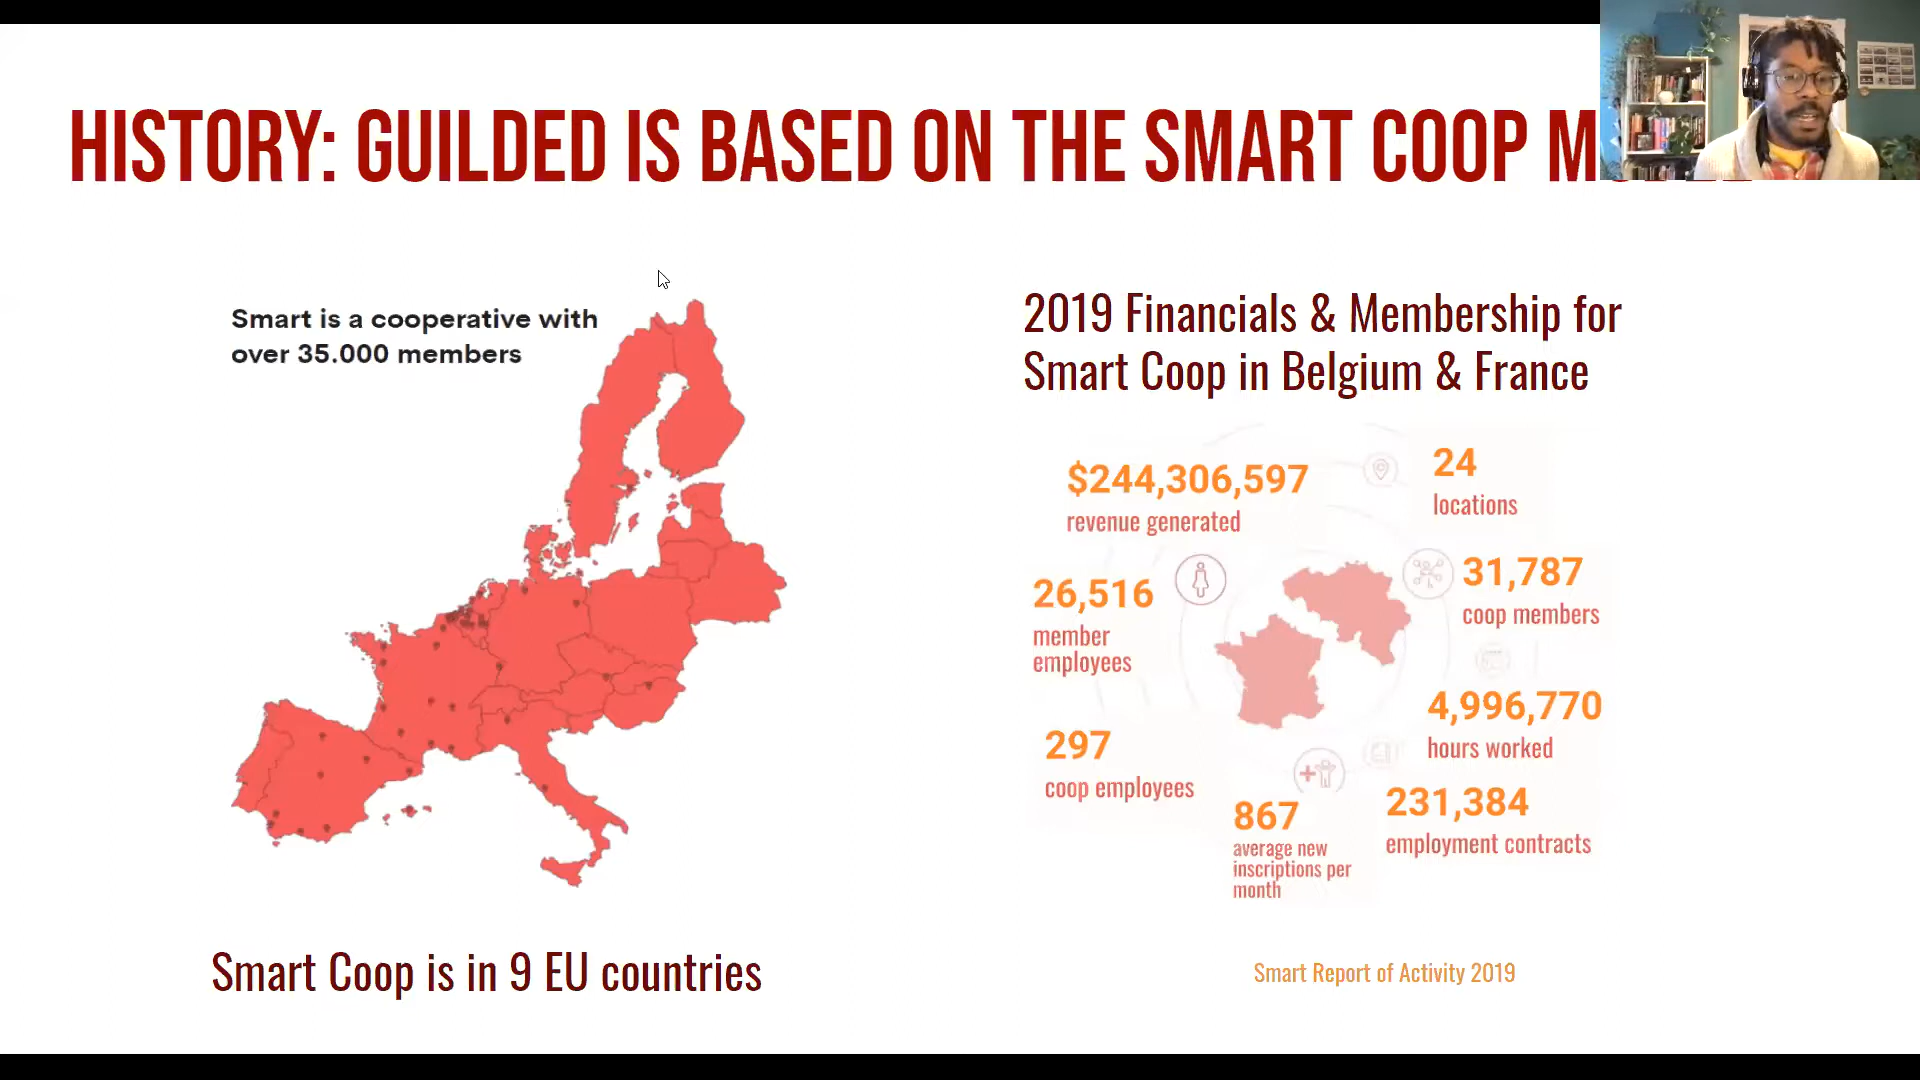 HISTORY: GUILDED IS BASED ON THE SMART COOP
Smart is a cooperative with
over 35.000 members
Smart Coop is in 9 EU countries
2019 Financials & Membership for
Smart Coop in Belgium & France
$244,306,597
revenue generated
24
locations
26,516
member
employees
31,787
coop members
4,996,770
hours worked
297
coop employees
867
average new
inscriptions per
month
231,384
employment contracts
Smart Report of Activity 2019